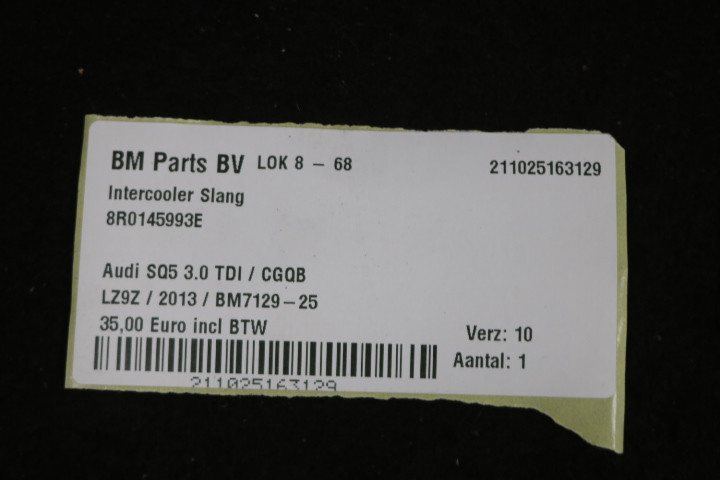 BM Parts BV LOK 8 - 68 211025163129
Intercooler Slang
8R0145993E
Audi SQ5 3.0 TDI / CGQB
LZ9Z / 2013 / BM7129-25
35,00 Euro incl BTW
Verz: 10
Aantal: 1
211025163129